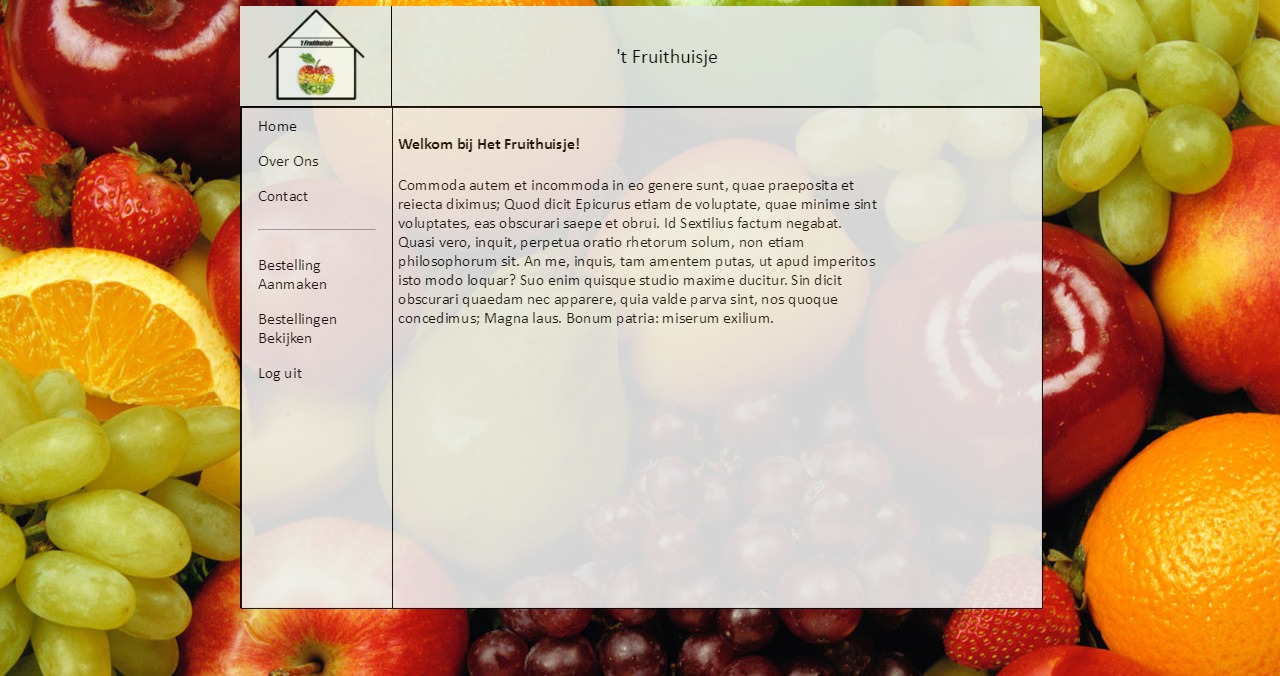 't Fruithuisje
't Fruithuisje
Home
Over Ons
Contact
Bestelling
Aanmaken
Bestellingen
Bekijken
Log uit
Welkom bij Het Fruithuisje!
Commoda autem et incommoda in eo genere sunt, quae praeposita et
reiecta diximus; Quod dicit Epicurus etiam de voluptate, quae minime sint
voluptates, eas obscurari saepe et obrui. Id Sextilius factum negabat.
Quasi vero, inquit, perpetua oratio rhetorum solum, non etiam
philosophorum sit. An me, inquis, tam amentem putas, ut apud imperitos
isto modo loquar? Suo enim quisque studio maxime ducitur. Sin dicit
obscurari quaedam nec apparere, quia valde parva sint, nos quoque
concedimus; Magna laus. Bonum patria: miserum exilium.